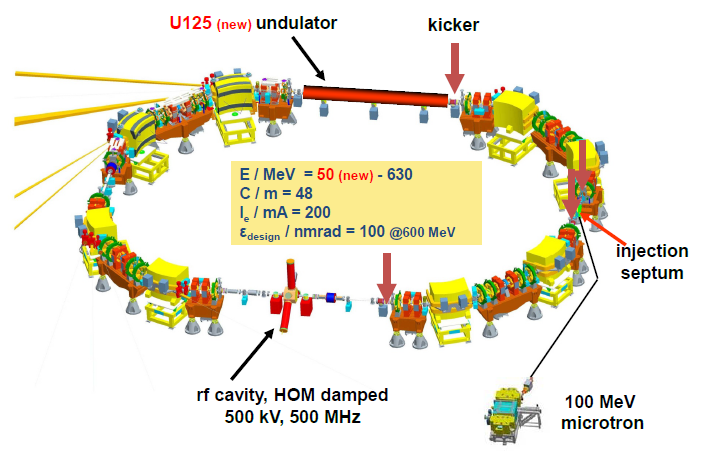 U125 (new) undulator
kicker
E / MeV = 50 (new) - 630
C / m = 48
Ie / mA = 200
εdesign / nmrad = 100 @600 MeV
injection
septum
rf cavity, HOM damped
500 kV, 500 MHz
100 MeV
microtron